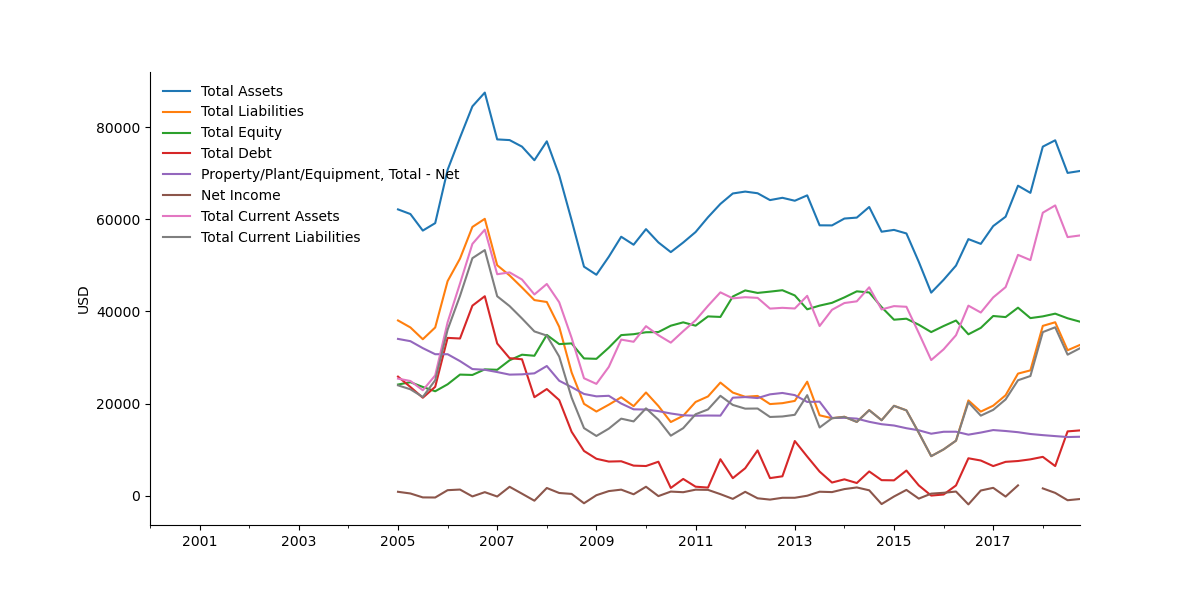 Total Assets
Total Liabilities
Total Equity
Total Debt
Property/Plant/Equipment, Total - Net
Net Income
Total Current Assets
Total Current Liabilities
USD
80000
60000
40000
20000
0
2001 2003 2005 2007 2009 2011 2013 2015 2017